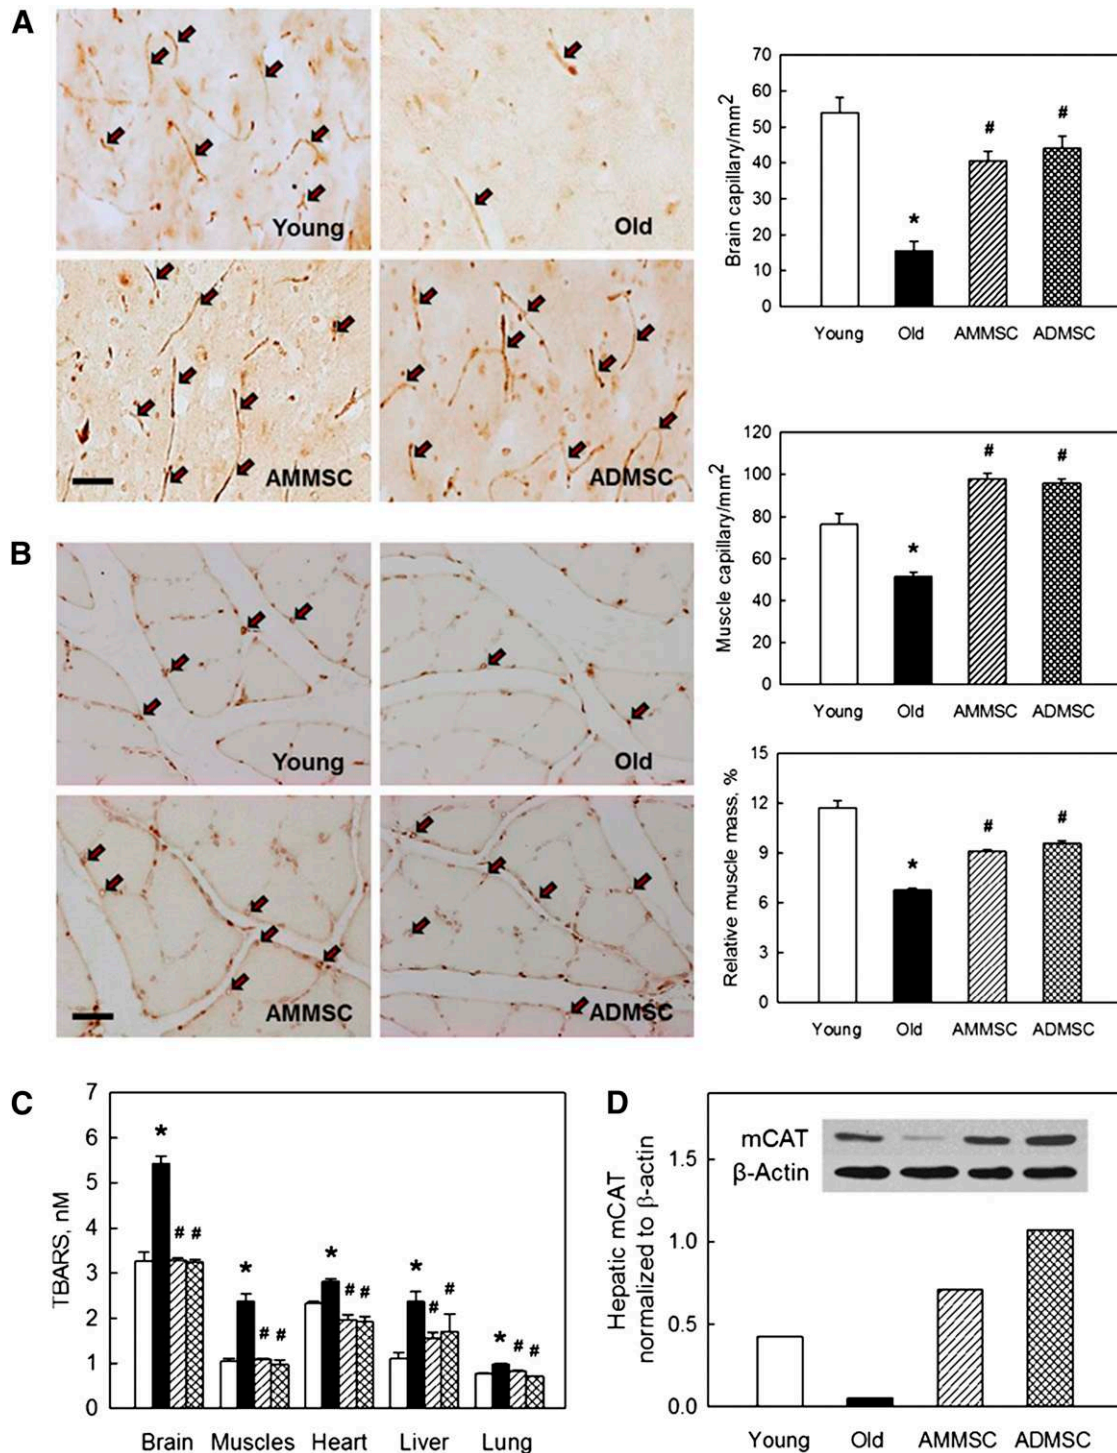 A
Young
Old
AMMSC
ADMSC
Brain capillary/mm²
70
60
50
40
30
20
10
0
*
#
#
Young Old AMMSC ADMSC
B
Young
Old
AMMSC
ADMSC
Muscle capillary/mm²
120
100
80
60
40
20
0
*
#
#
Young Old AMMSC ADMSC
Relative muscle mass, %
15
12
9
6
3
0
*
#
#
Young Old AMMSC ADMSC
C
TBARS, nM
7
6
5
4
3
2
1
0
* # #
* # #
* # #
* # #
* # #
Brain Muscles Heart Liver Lung
D
Hepatic mCAT
normalized to β-actin
mCAT
β-Actin
1.5
1.0
0.5
0.0
Young Old AMMSC ADMSC